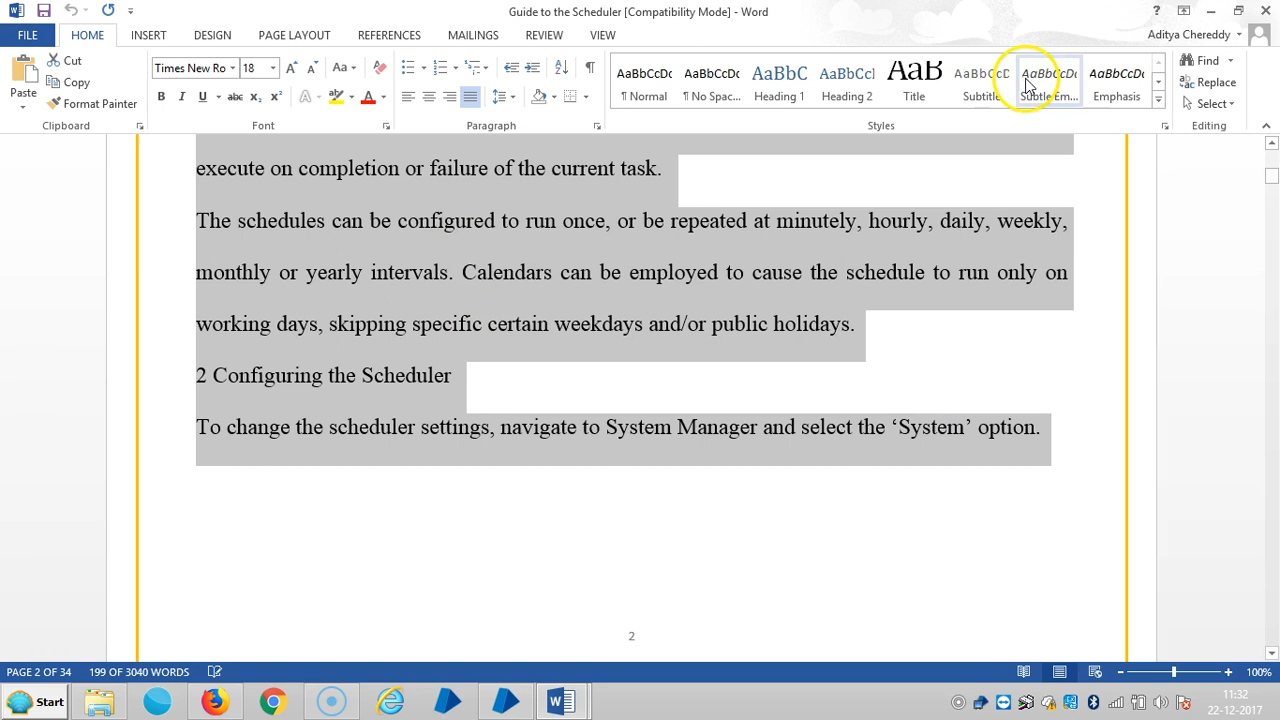 Guide to the Scheduler [Compatibility Mode] - Word
?
FILE HOME INSERT DESIGN PAGE LAYOUT REFERENCES MAILINGS REVIEW VIEW Aditya Chereddy
Paste
Cut
Copy
Format Painter
Clipboard
Times New Ro 18 Aa
B I U abc x₂ x² A A
Font
Paragraph
AaBbCcDc AaBbCcDc AaBbC AaBbCcI AaB AaBbCcD AaBbCcDc AaBbCcDc
¶ Normal ¶ No Spac... Heading 1 Heading 2 Title Subtitle Subtle Em... Emphasis
Styles
Find
Replace
Select
Editing
execute on completion or failure of the current task.
The schedules can be configured to run once, or be repeated at minutely, hourly, daily, weekly,
monthly or yearly intervals. Calendars can be employed to cause the schedule to run only on
working days, skipping specific certain weekdays and/or public holidays.
2 Configuring the Scheduler
To change the scheduler settings, navigate to System Manager and select the ‘System’ option.
2
PAGE 2 OF 34 199 OF 3040 WORDS 100%
Start
11:32
22-12-2017